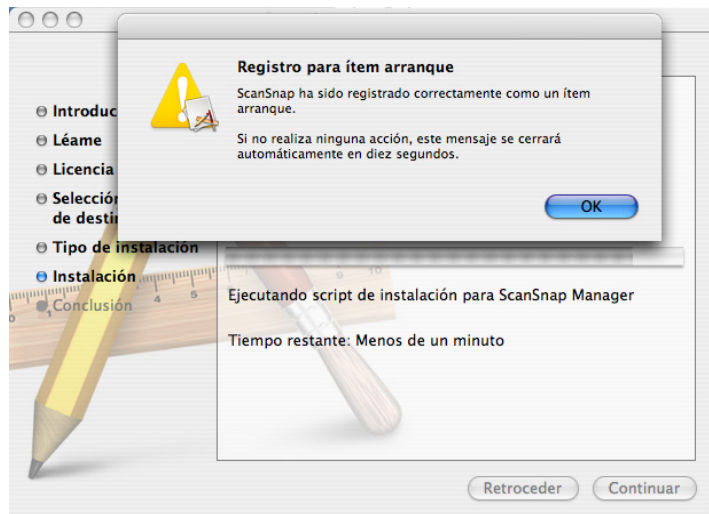 Registro para ítem arranque
ScanSnap ha sido registrado correctamente como un ítem
arranque.
Si no realiza ninguna acción, este mensaje se cerrará
automáticamente en diez segundos.
OK
Introduc
Léame
Licencia
Selección
de destin
Tipo de instalación
Instalación
Conclusión
Ejecutando script de instalación para ScanSnap Manager
Tiempo restante: Menos de un minuto
Retroceder
Continuar